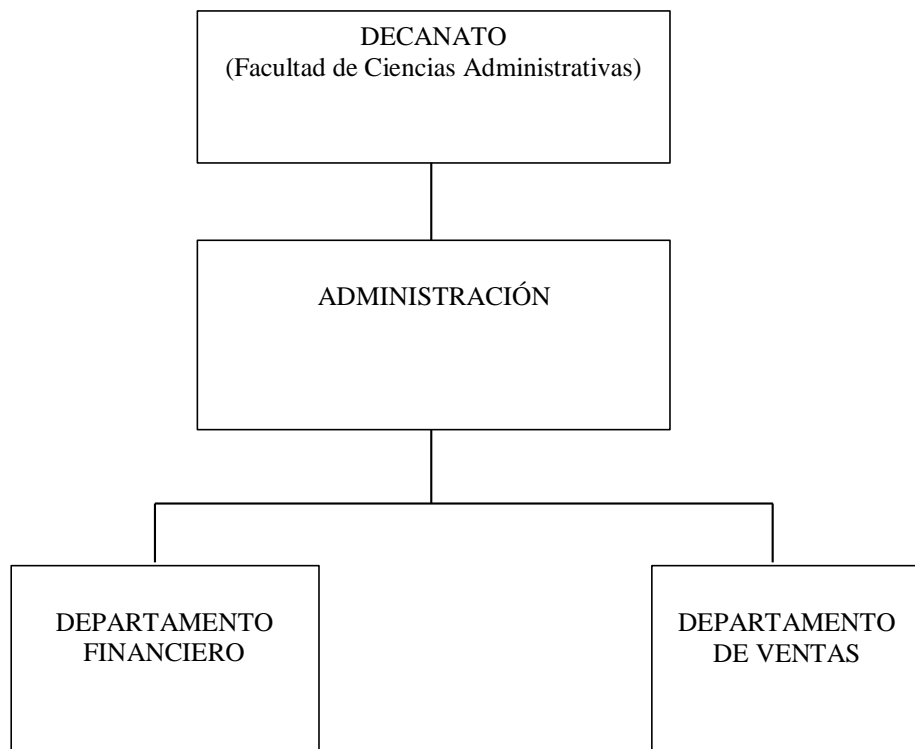 DECANATO
(Facultad de Ciencias Administrativas)
ADMINISTRACIÓN
DEPARTAMENTO
FINANCIERO
DEPARTAMENTO
DE VENTAS